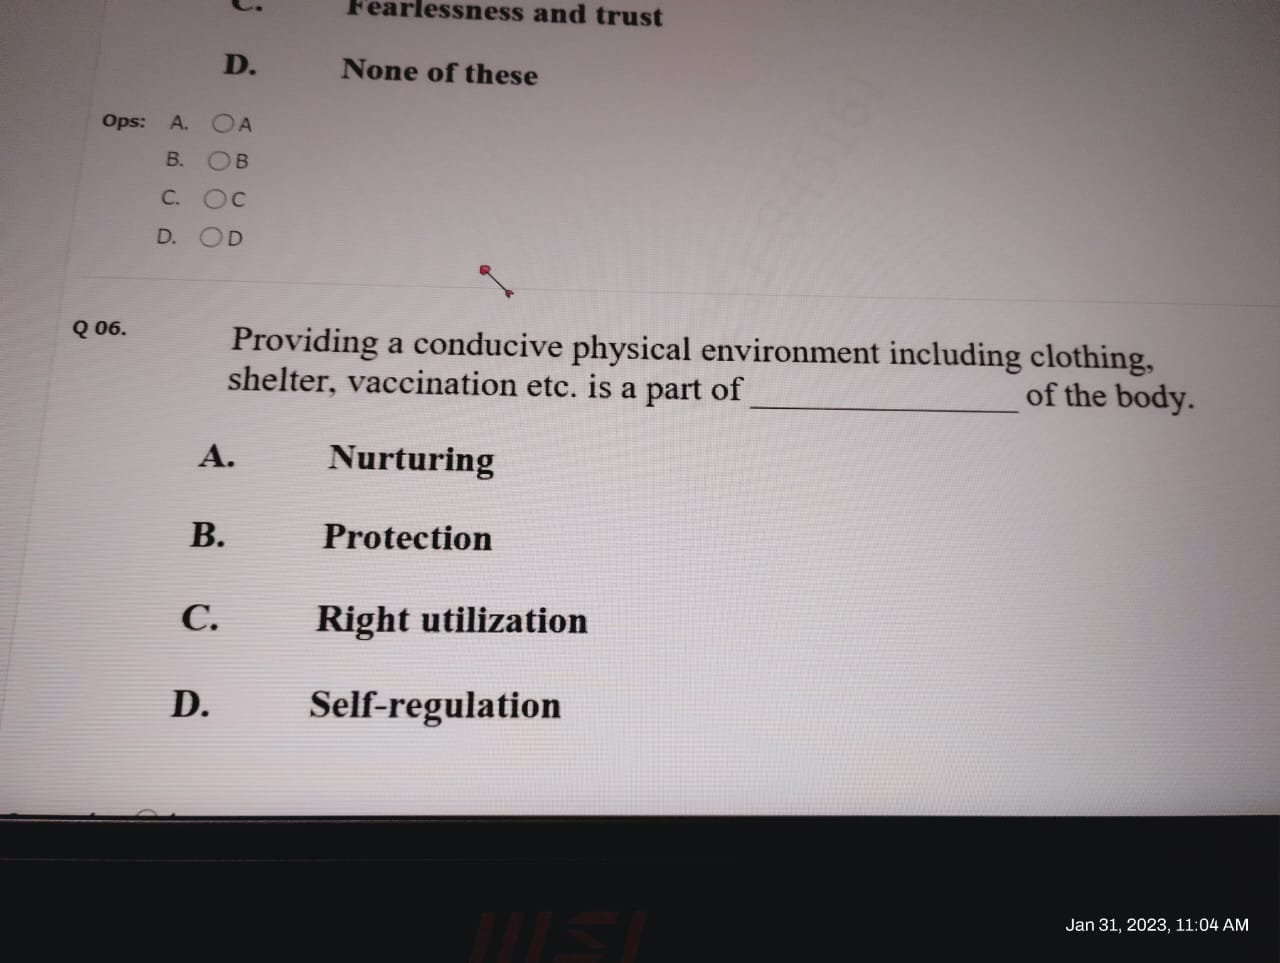 C. Fearlessness and trust
D. None of these
Ops: A. A
B. B
C. C
D. D
Q 06. Providing a conducive physical environment including clothing,
shelter, vaccination etc. is a part of ____________ of the body.
A. Nurturing
B. Protection
C. Right utilization
D. Self-regulation
Jan 31, 2023, 11:04 AM